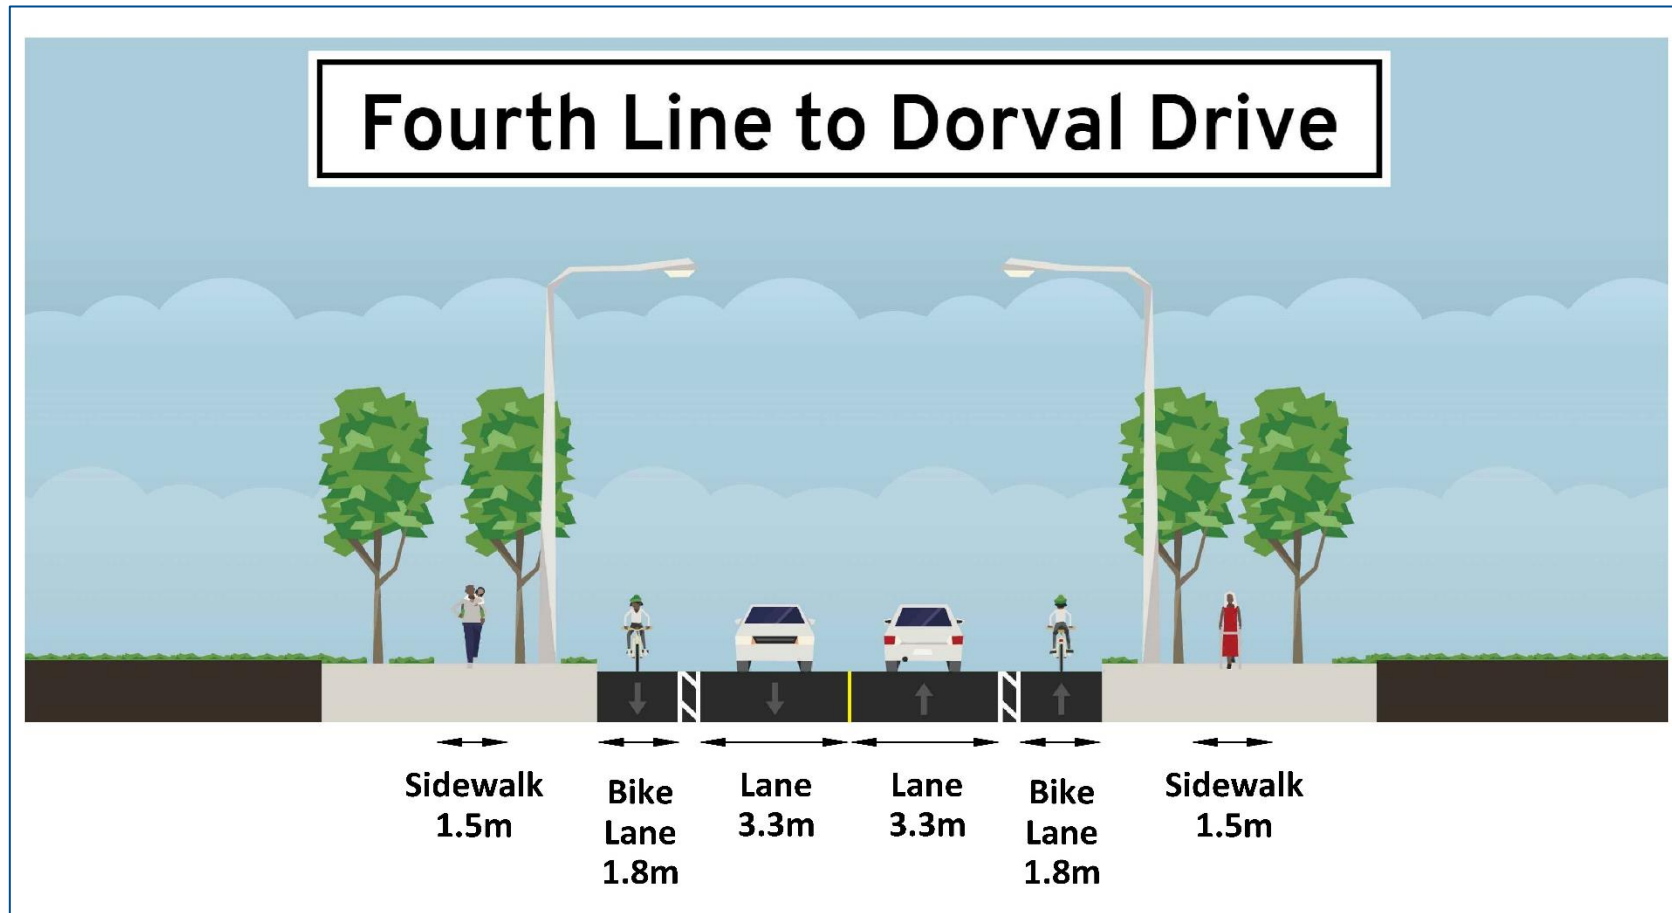 Fourth Line to Dorval Drive
Sidewalk
1.5m
Bike
Lane
1.8m
Lane
3.3m
Lane
3.3m
Bike
Lane
1.8m
Sidewalk
1.5m